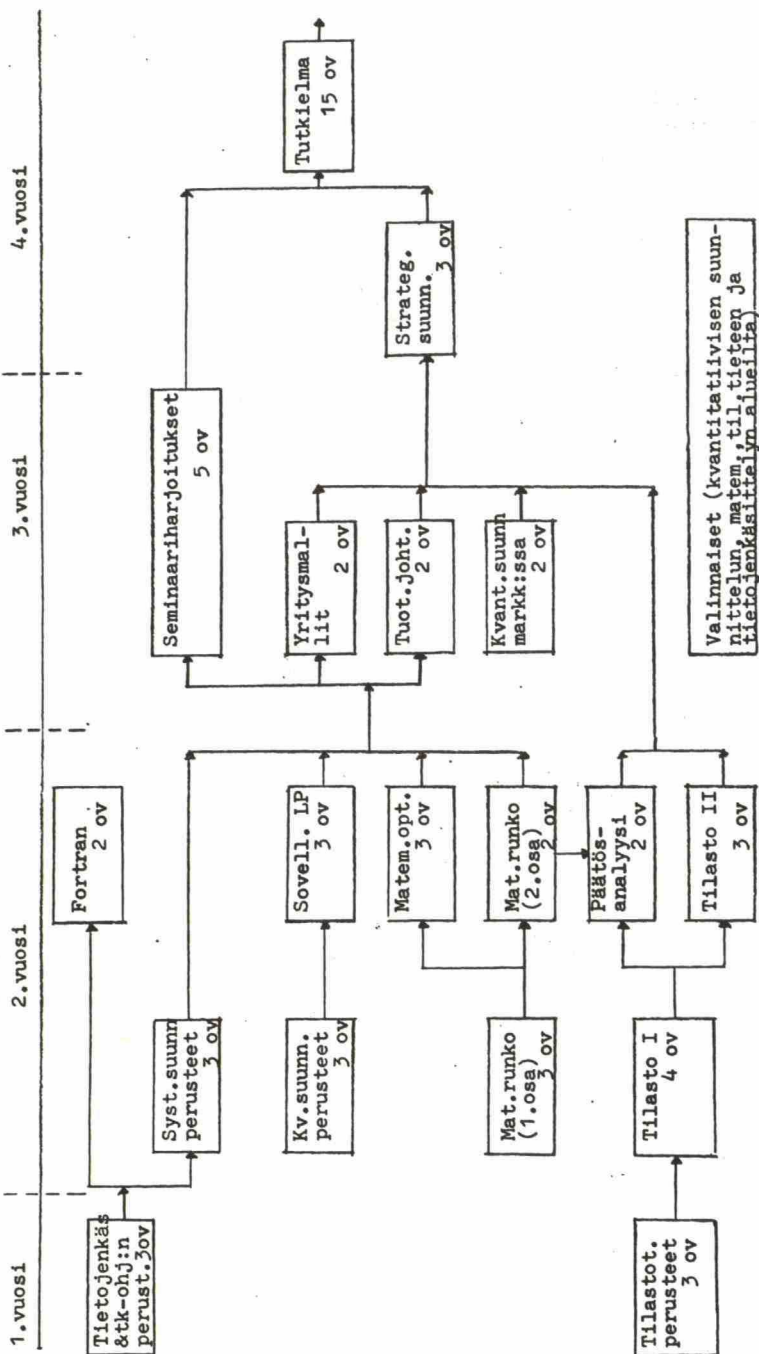 1.vuosi
2.vuosi
3.vuosi
4.vuosi
Tietojenkäs
&tk-ohj:n
perust.3ov
Tilastot.
perusteet
3 ov
Syst.suunn
perusteet
3 ov
Kv.suunn.
perusteet
3 ov
Mat.runko
(1.osa)
3 ov
Tilasto I
4 ov
Fortran
2 ov
Sovell. LP
3 ov
Matem.opt.
3 ov
Mat.runko
(2.osa)
2 ov
Päätös-
analyysi
2 ov
Tilasto II
3 ov
Seminaariharjoitukset
5 ov
Yritysmal-
lit
2 ov
Tuot.joht.
2 ov
Kvant.suunn
markk:ssa
2 ov
Strateg.
suunn.
3 ov
Tutkielma
15 ov
Valinnaiset (kvantitatiivisen suun-
nittelun, matem., til.tieteen ja
tietojenkäsittelyn alueilta)